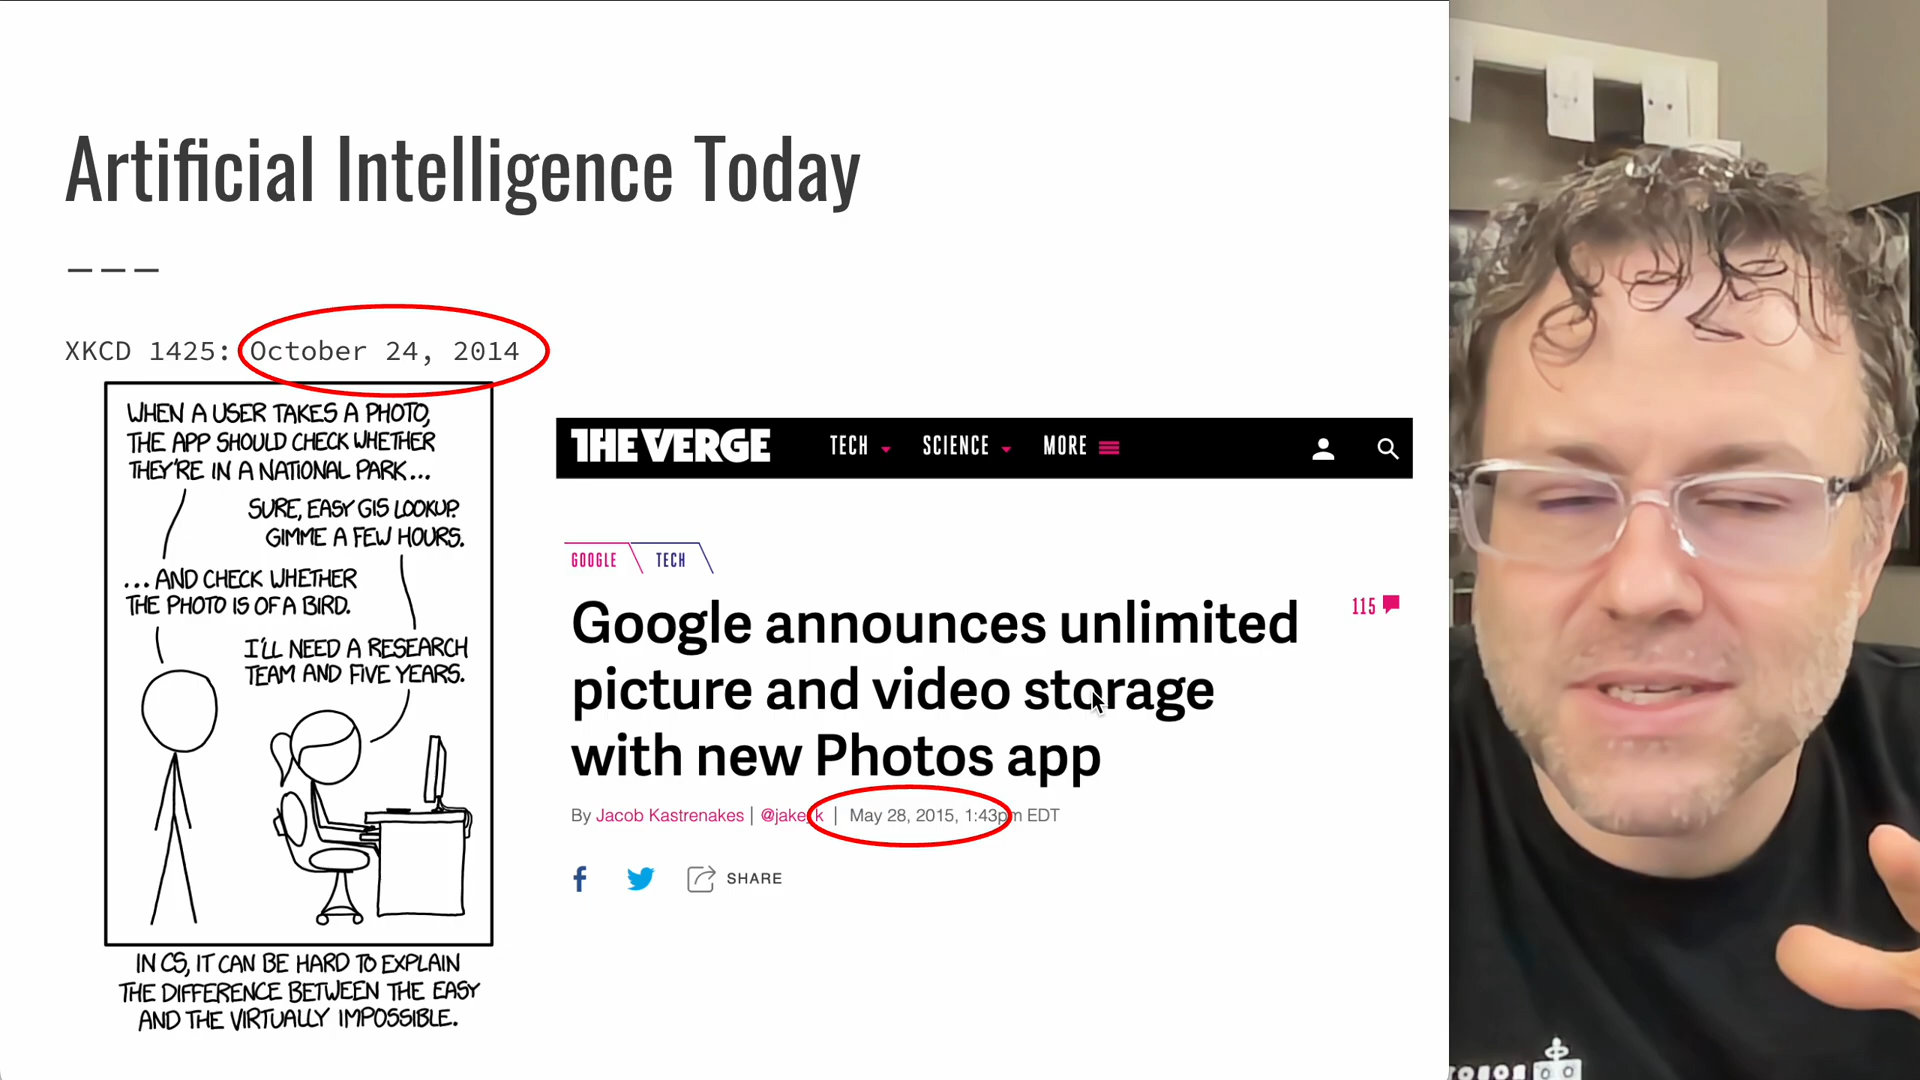 Artificial Intelligence Today
———
XKCD 1425: October 24, 2014
WHEN A USER TAKES A PHOTO,
THE APP SHOULD CHECK WHETHER
THEY'RE IN A NATIONAL PARK...
SURE, EASY GIS LOOKUP.
GIMME A FEW HOURS.
...AND CHECK WHETHER
THE PHOTO IS OF A BIRD.
I'LL NEED A RESEARCH
TEAM AND FIVE YEARS.
IN CS, IT CAN BE HARD TO EXPLAIN
THE DIFFERENCE BETWEEN THE EASY
AND THE VIRTUALLY IMPOSSIBLE.
THE VERGE TECH SCIENCE MORE
GOOGLE TECH
Google announces unlimited
picture and video storage
with new Photos app
115
By Jacob Kastrenakes | @jake_k | May 28, 2015, 1:43pm EDT
SHARE